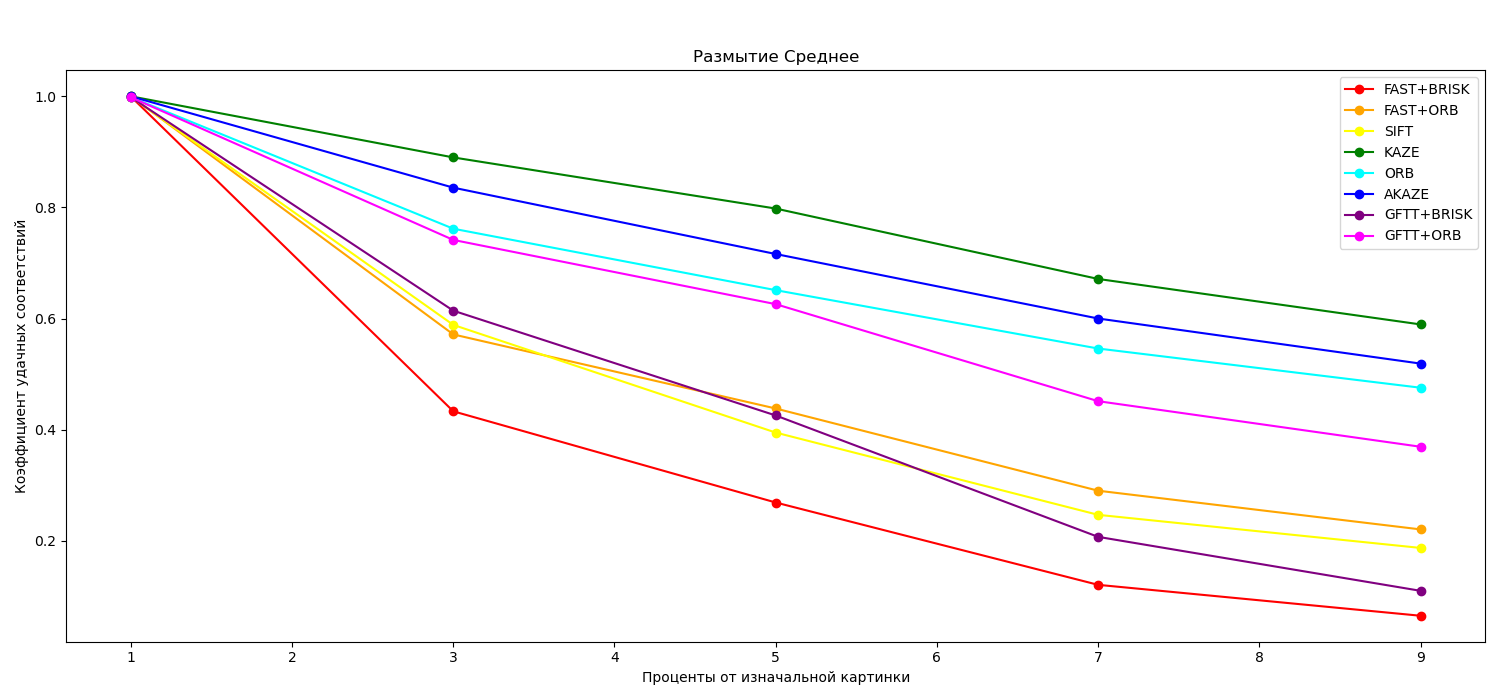 Размытие Среднее
Коэффициент удачных соответствий
1.0
0.8
0.6
0.4
0.2
FAST+BRISK
FAST+ORB
SIFT
KAZE
ORB
AKAZE
GFTT+BRISK
GFTT+ORB
1 2 3 4 5 6 7 8 9
Проценты от изначальной картинки